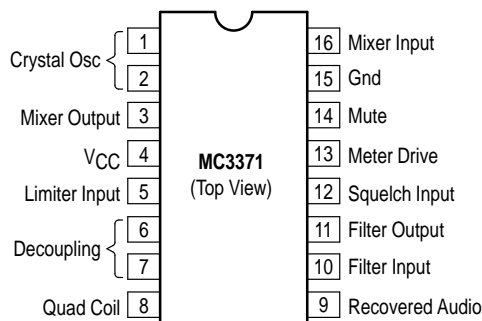 Crystal Osc
1
2
Mixer Output 3
VCC 4
Limiter Input 5
Decoupling
6
7
Quad Coil 8
MC3371
(Top View)
16 Mixer Input
15 Gnd
14 Mute
13 Meter Drive
12 Squelch Input
11 Filter Output
10 Filter Input
9 Recovered Audio